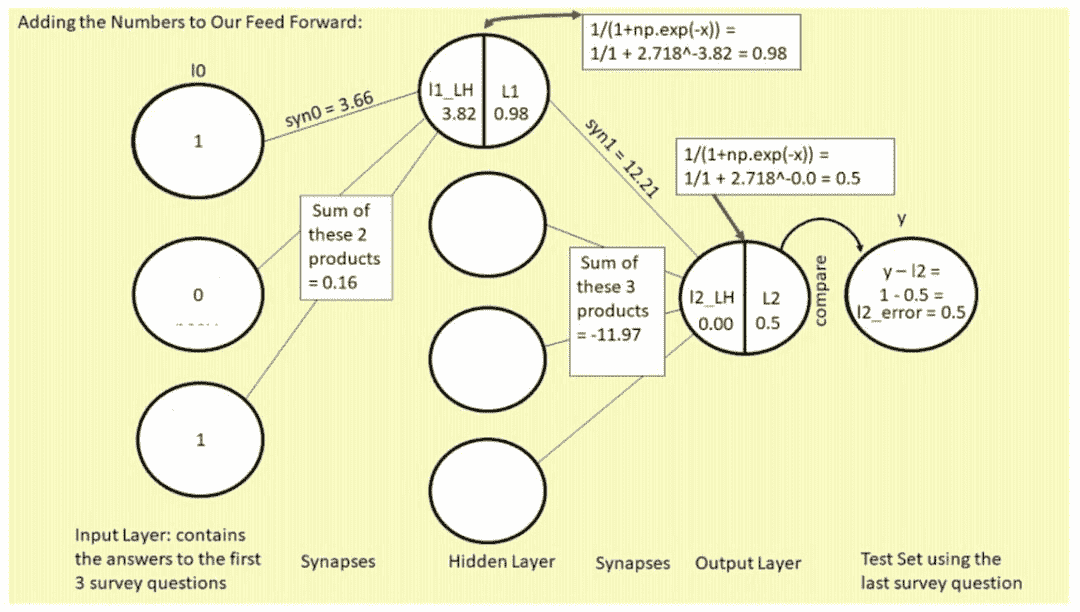 Adding the Numbers to Our Feed Forward:
1/(1+np.exp(-x)) =
1/1 + 2.718^-3.82 = 0.98
l0
1
syn0 = 3.66
l1_LH
3.82
L1
0.98
syn1 = 12.21
1/(1+np.exp(-x)) =
1/1 + 2.718^-0.0 = 0.5
Sum of
these 2
products
= 0.16
0
1
Sum of
these 3
products
= -11.97
l2_LH
0.00
L2
0.5
compare
y
y – l2 =
1 - 0.5 =
l2_error = 0.5
Input Layer: contains
the answers to the first
3 survey questions
Synapses
Hidden Layer
Synapses
Output Layer
Test Set using the
last survey question